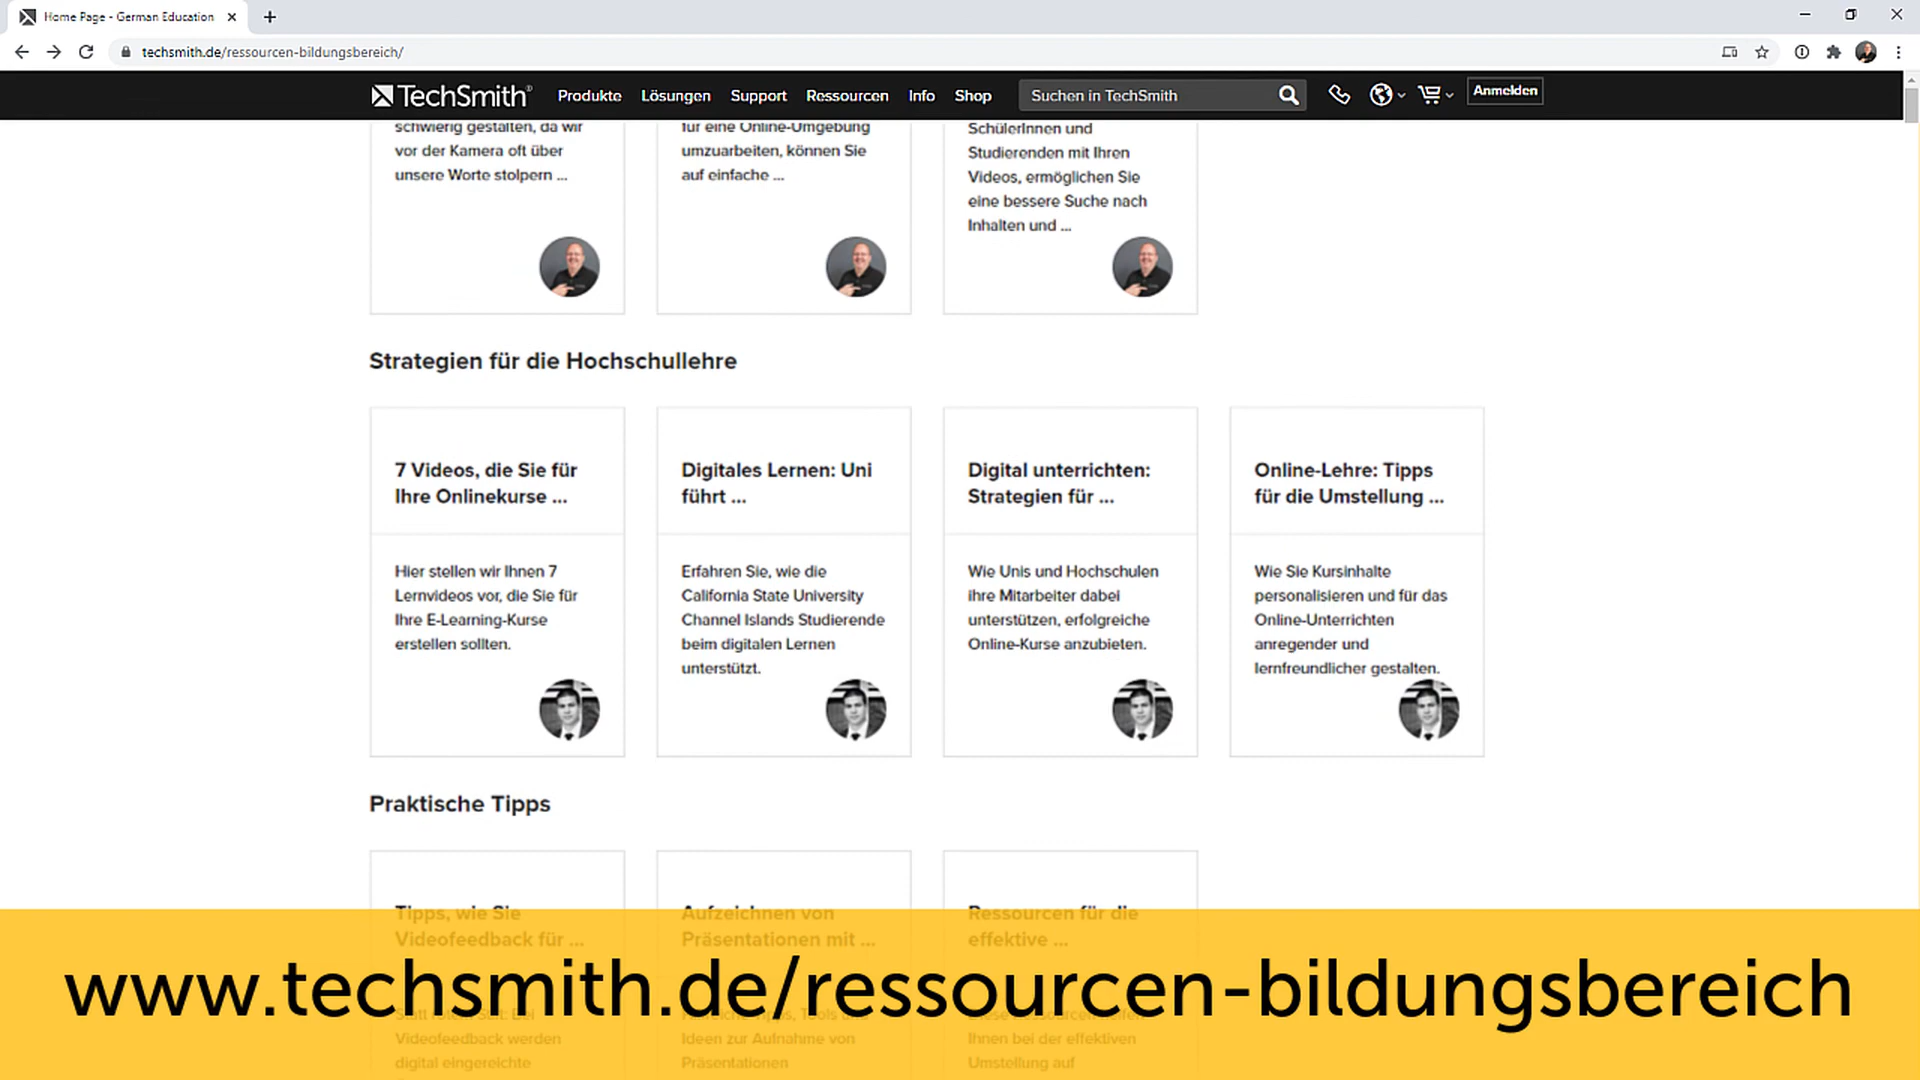 Home Page - German Education
techsmith.de/ressourcen-bildungsbereich/
TechSmith®
Produkte
Lösungen
Support
Ressourcen
Info
Shop
Suchen in TechSmith
Anmelden
schwierig gestalten, da wir
vor der Kamera oft über
unsere Worte stolpern ...
für eine Online-Umgebung
umzuarbeiten, können Sie
auf einfache ...
SchülerInnen und
Studierenden mit Ihren
Videos, ermöglichen Sie
eine bessere Suche nach
Inhalten und ...
Strategien für die Hochschullehre
7 Videos, die Sie für
Ihre Onlinekurse ...
Hier stellen wir Ihnen 7
Lernvideos vor, die Sie für
Ihre E-Learning-Kurse
erstellen sollten.
Digitales Lernen: Uni
führt ...
Erfahren Sie, wie die
California State University
Channel Islands Studierende
beim digitalen Lernen
unterstützt.
Digital unterrichten:
Strategien für ...
Wie Unis und Hochschulen
ihre Mitarbeiter dabei
unterstützen, erfolgreiche
Online-Kurse anzubieten.
Online-Lehre: Tipps
für die Umstellung ...
Wie Sie Kursinhalte
personalisieren und für das
Online-Unterrichten
anregender und
lernfreundlicher gestalten.
Praktische Tipps
Tipps, wie Sie
Videofeedback für ...
Videofeedback werden
digital eingereichte
Aufzeichnen von
Präsentationen mit ...
Ideen zur Aufnahme von
Präsentationen
Ressourcen für die
effektive ...
Ihnen bei der effektiven
Umstellung auf
www.techsmith.de/ressourcen-bildungsbereich